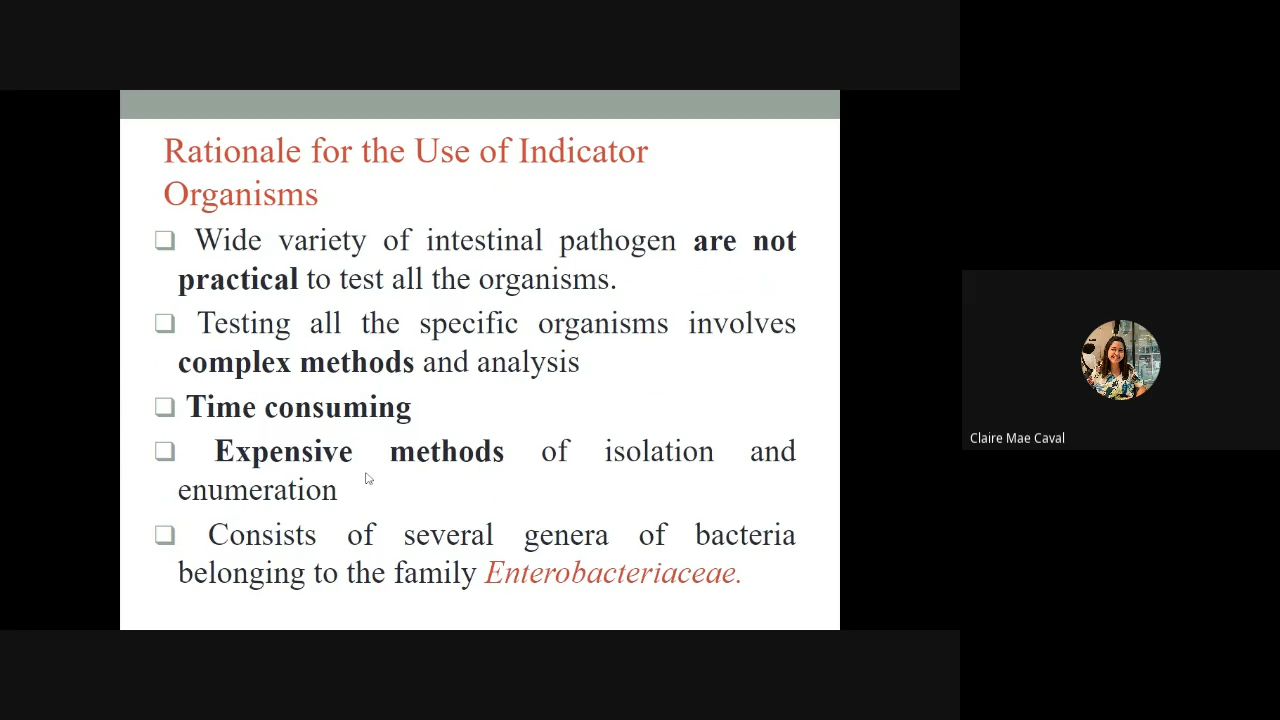 Rationale for the Use of Indicator
Organisms
Wide variety of intestinal pathogen are not
practical to test all the organisms.
Testing all the specific organisms involves
complex methods and analysis
Time consuming
Expensive methods of isolation and
enumeration
Consists of several genera of bacteria
belonging to the family Enterobacteriaceae.
Claire Mae Caval